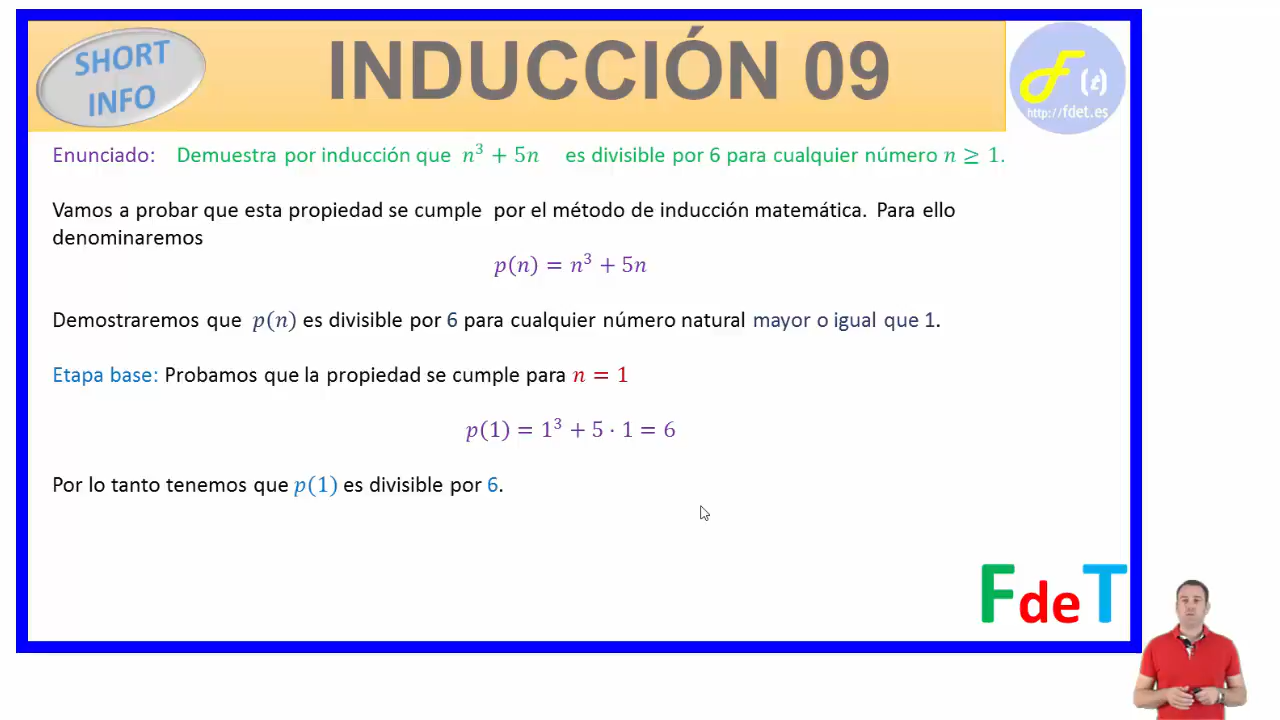 SHORT
INFO
INDUCCIÓN 09
F(t)
http://fdet.es
Enunciado: Demuestra por inducción que n³ + 5n es divisible por 6 para cualquier número n ≥ 1.
Vamos a probar que esta propiedad se cumple por el método de inducción matemática. Para ello
denominaremos
p(n) = n³ + 5n
Demostraremos que p(n) es divisible por 6 para cualquier número natural mayor o igual que 1.
Etapa base: Probamos que la propiedad se cumple para n = 1
p(1) = 1³ + 5 · 1 = 6
Por lo tanto tenemos que p(1) es divisible por 6.
FdeT